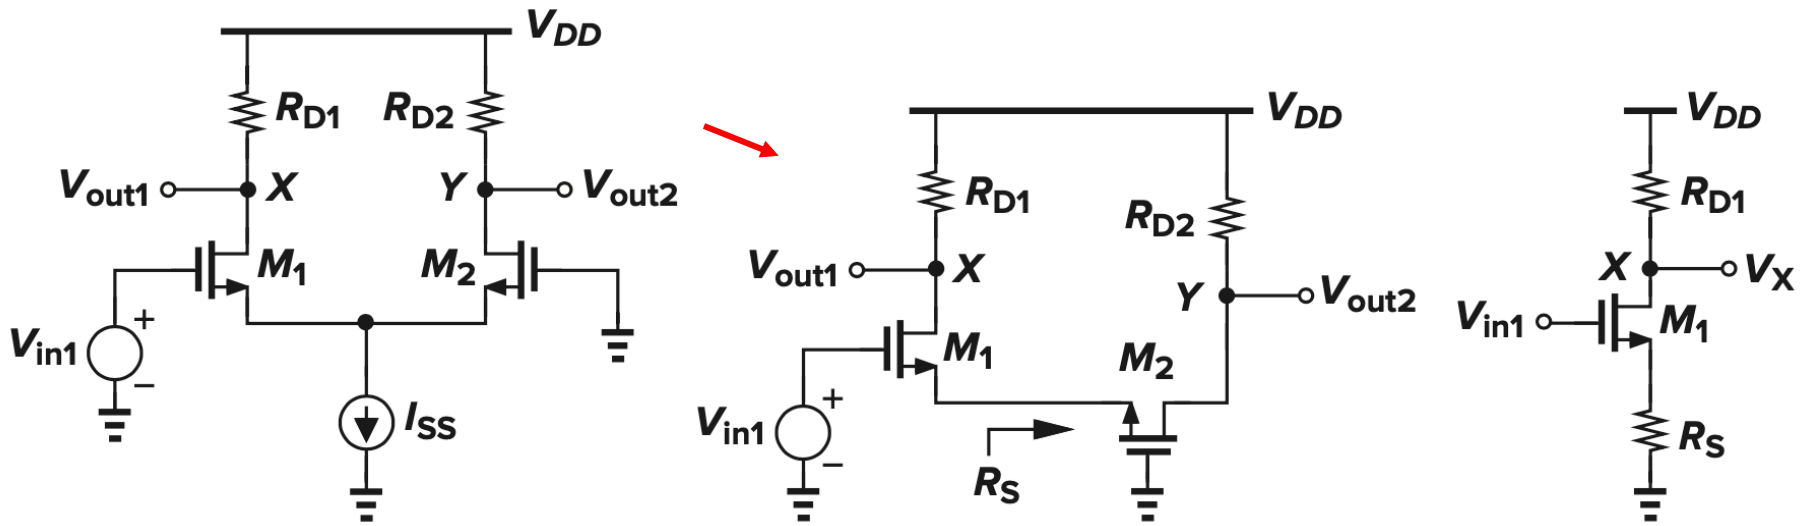 VDD
RD1
RD2
Vout1
X
Y
Vout2
M1
M2
Vin1
+
−
ISS
VDD
RD1
RD2
Vout1
X
Y
Vout2
M1
M2
Vin1
+
−
RS
VDD
RD1
X
VX
Vin1
M1
RS